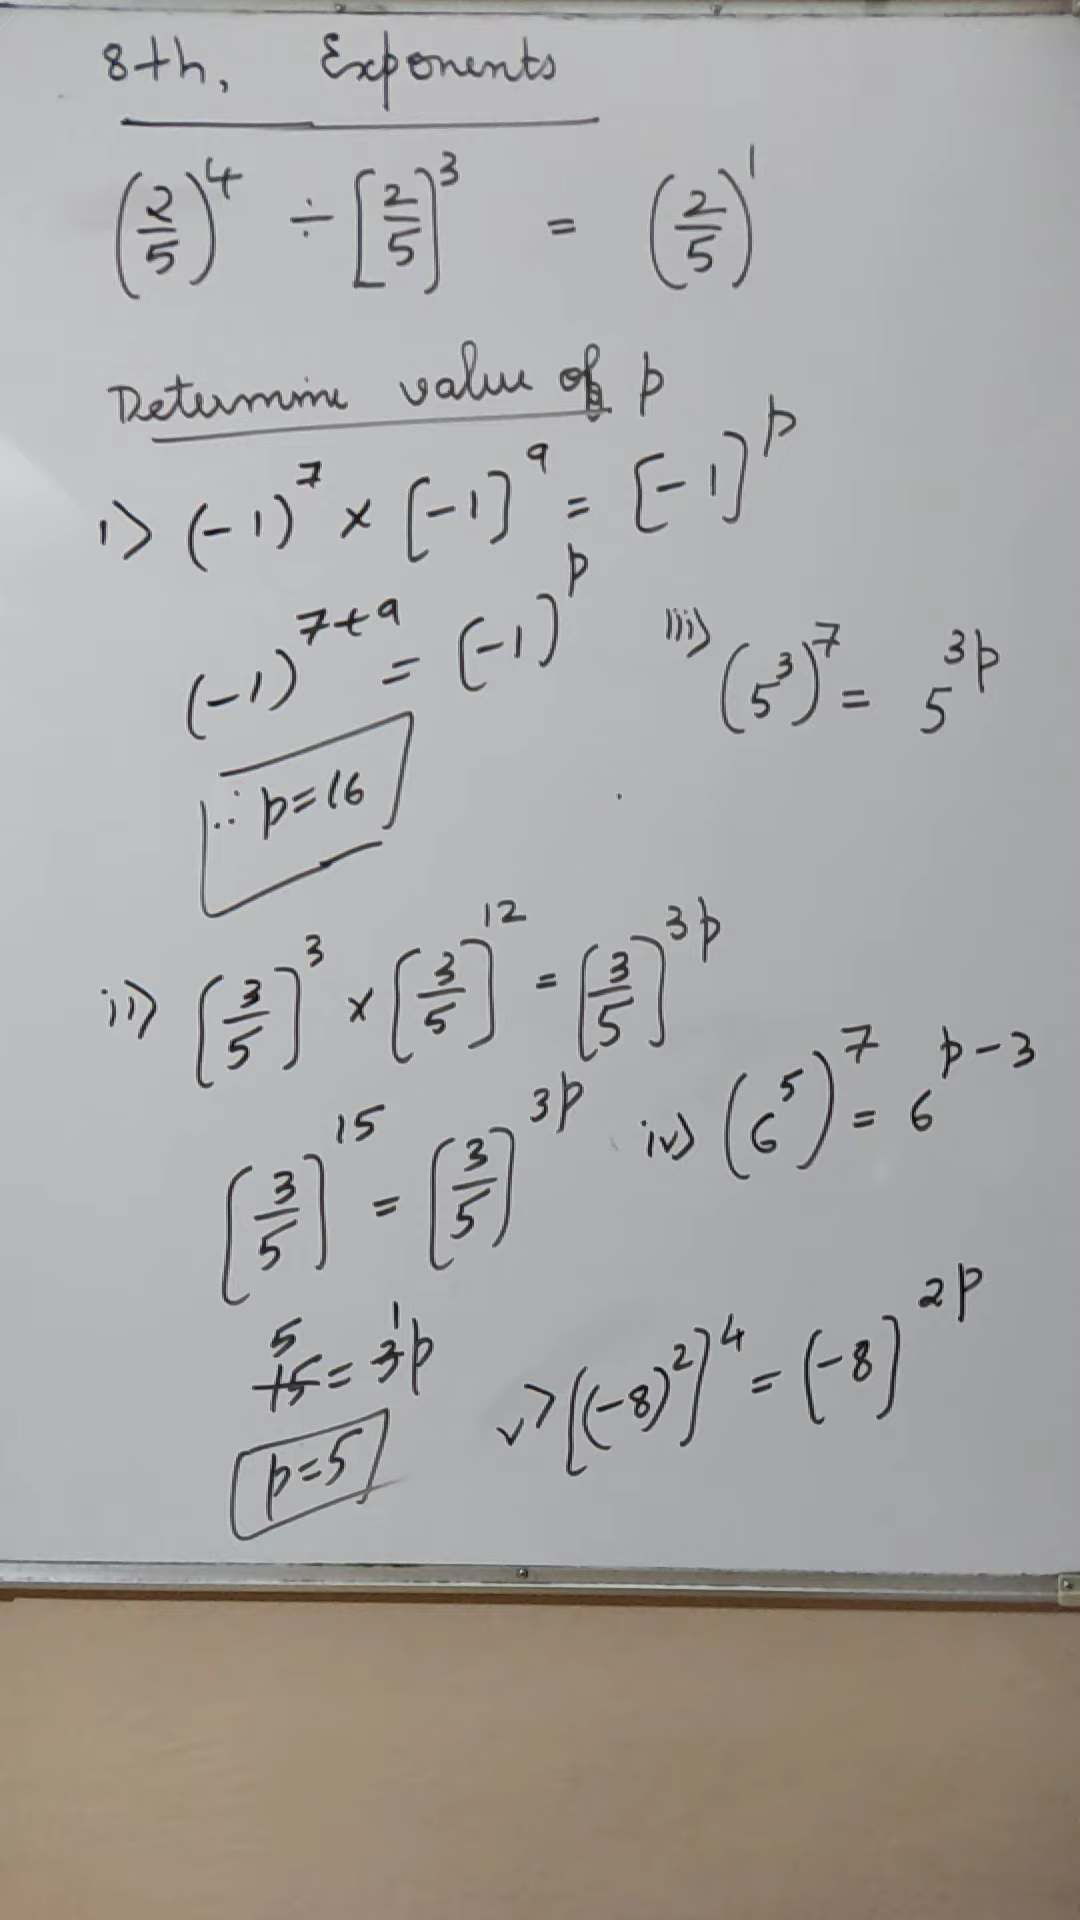 8th, Exponents
(2/5)^4 ÷ [2/5]^3 = (2/5)^1
Determine value of p
i) (-1)^7 × [-1]^9 = [-1]^p
(-1)^7+9 = (-1)^p
∴ p=16
ii) [3/5]^3 × [3/5]^12 = [3/5]^3p
[3/5]^15 = [3/5]^3p
5 1
15 = 3p
p=5
iii) (5^3)^7 = 5^3p
iv) (6^5)^7 = 6^p-3
v) [(-8)^2]^4 = (-8]^2p